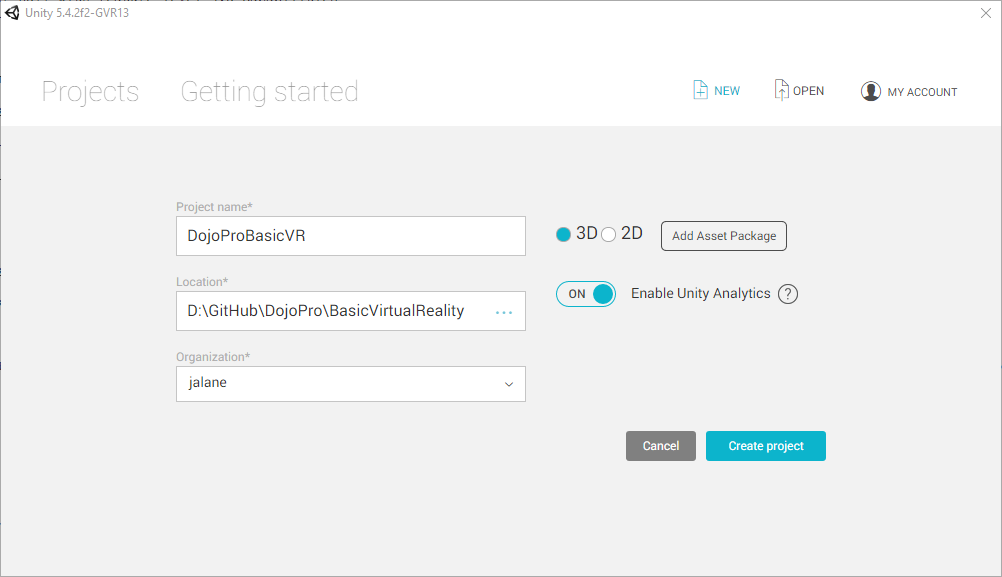 Unity 5.4.2f2-GVR13
Projects Getting started NEW OPEN MY ACCOUNT
Project name*
DojoProBasicVR 3D 2D Add Asset Package
Location*
D:\GitHub\DojoPro\BasicVirtualReality ... ON Enable Unity Analytics ?
Organization*
jalane
Cancel Create project